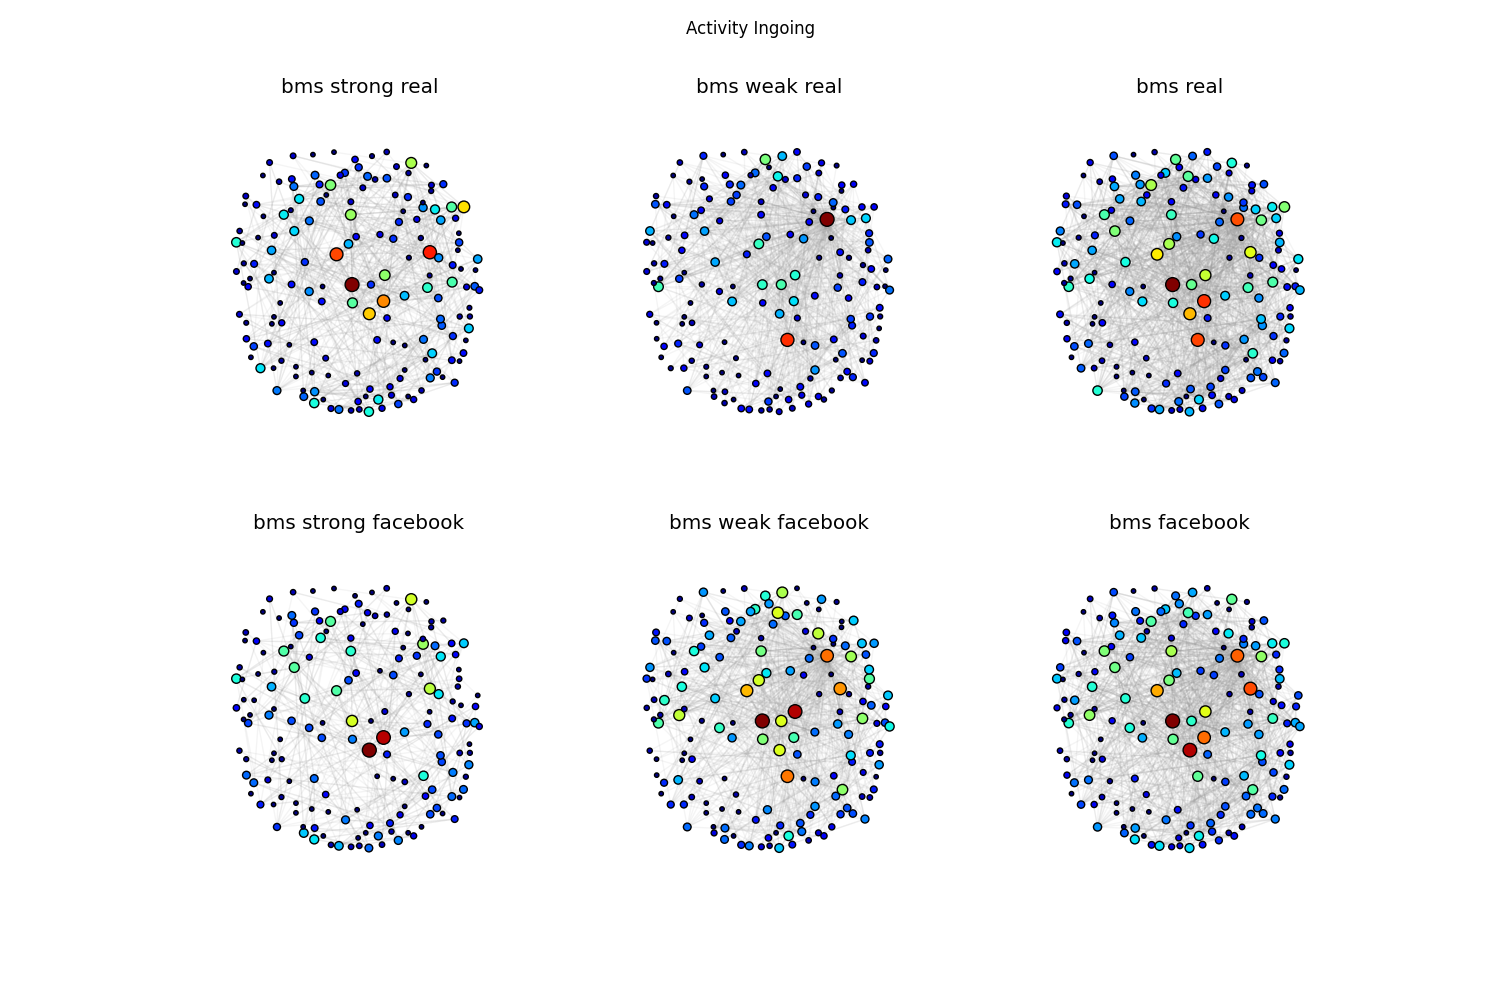 Activity Ingoing
bms strong real
bms weak real
bms real
bms strong facebook
bms weak facebook
bms facebook